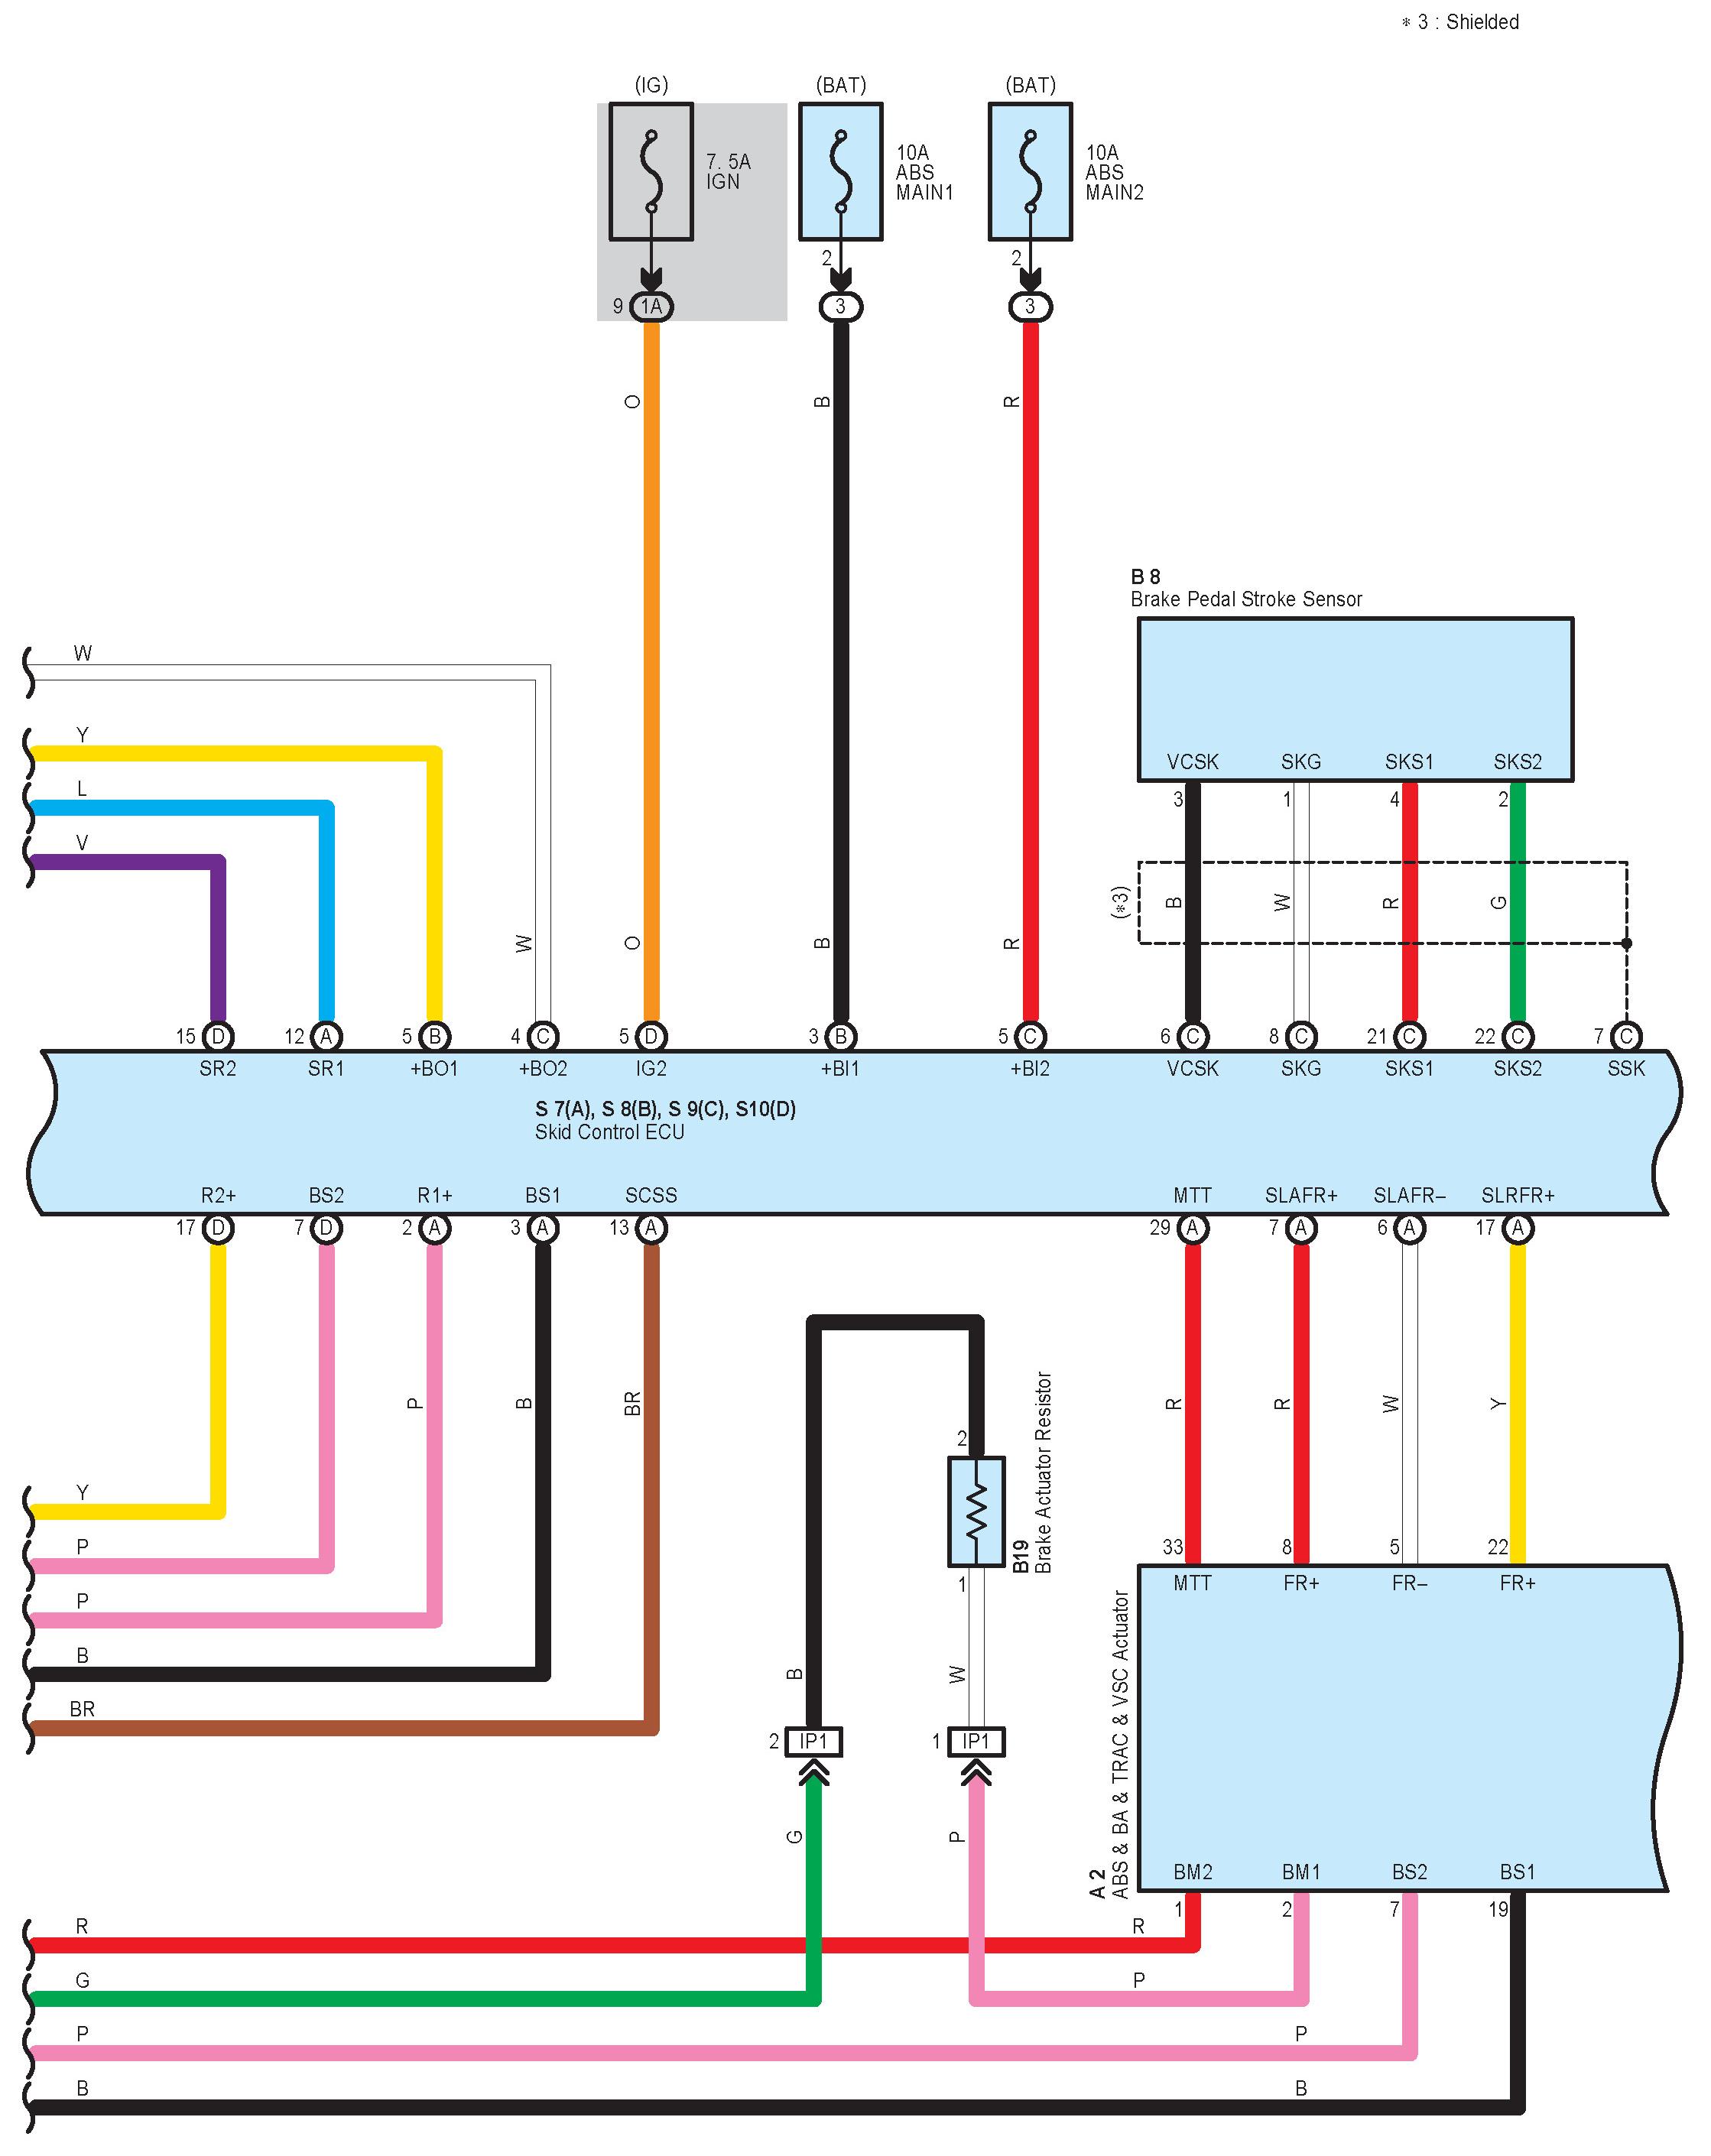 ∗ 3 : Shielded
(IG) (BAT) (BAT)
7. 5A
IGN
10A
ABS
MAIN1
10A
ABS
MAIN2
2 2
9 1A 3 3
O B R
B 8
Brake Pedal Stroke Sensor
W
Y
L
V
VCSK SKG SKS1 SKS2
3 1 4 2
(∗3) B W R G
W O B R
15 D 12 A 5 B 4 C 5 D 3 B 5 C 6 C 8 C 21 C 22 C 7 C
SR2 SR1 +BO1 +BO2 IG2 +BI1 +BI2 VCSK SKG SKS1 SKS2 SSK
S 7(A), S 8(B), S 9(C), S10(D)
Skid Control ECU
R2+ BS2 R1+ BS1 SCSS MTT SLAFR+ SLAFR– SLRFR+
17 D 7 D 2 A 3 A 13 A 29 A 7 A 6 A 17 A
P B BR R R W Y
2
B19
Brake Actuator Resistor
1
Y
P
P
B
BR
33 8 5 22
MTT FR+ FR– FR+
B W
2 IP1 1 IP1
G P
A 2
ABS & BA & TRAC & VSC Actuator
BM2 BM1 BS2 BS1
1 2 7 19
R R
G P
P P
B B